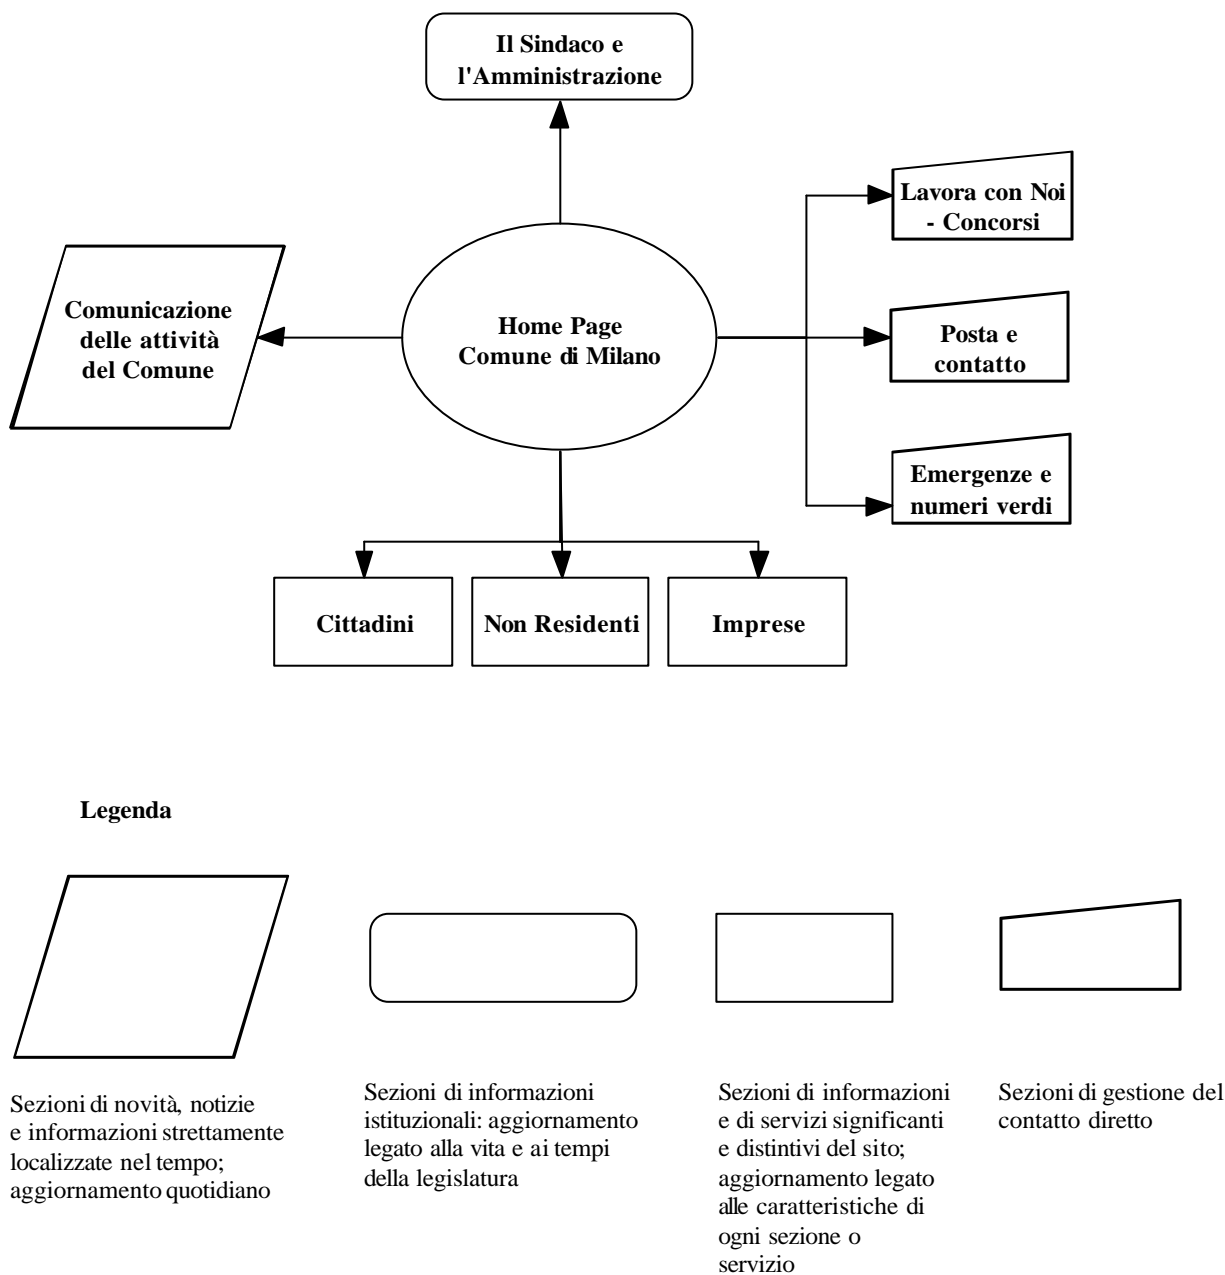 Il Sindaco e
l'Amministrazione
Lavora con Noi
- Concorsi
Comunicazione
delle attività
del Comune
Home Page
Comune di Milano
Posta e
contatto
Emergenze e
numeri verdi
Cittadini
Non Residenti
Imprese
Legenda
Sezioni di novità, notizie
e informazioni strettamente
localizzate nel tempo;
aggiornamento quotidiano
Sezioni di informazioni
istituzionali: aggiornamento
legato alla vita e ai tempi
della legislatura
Sezioni di informazioni
e di servizi significanti
e distintivi del sito;
aggiornamento legato
alle caratteristiche di
ogni sezione o
servizio
Sezioni di gestione del
contatto diretto